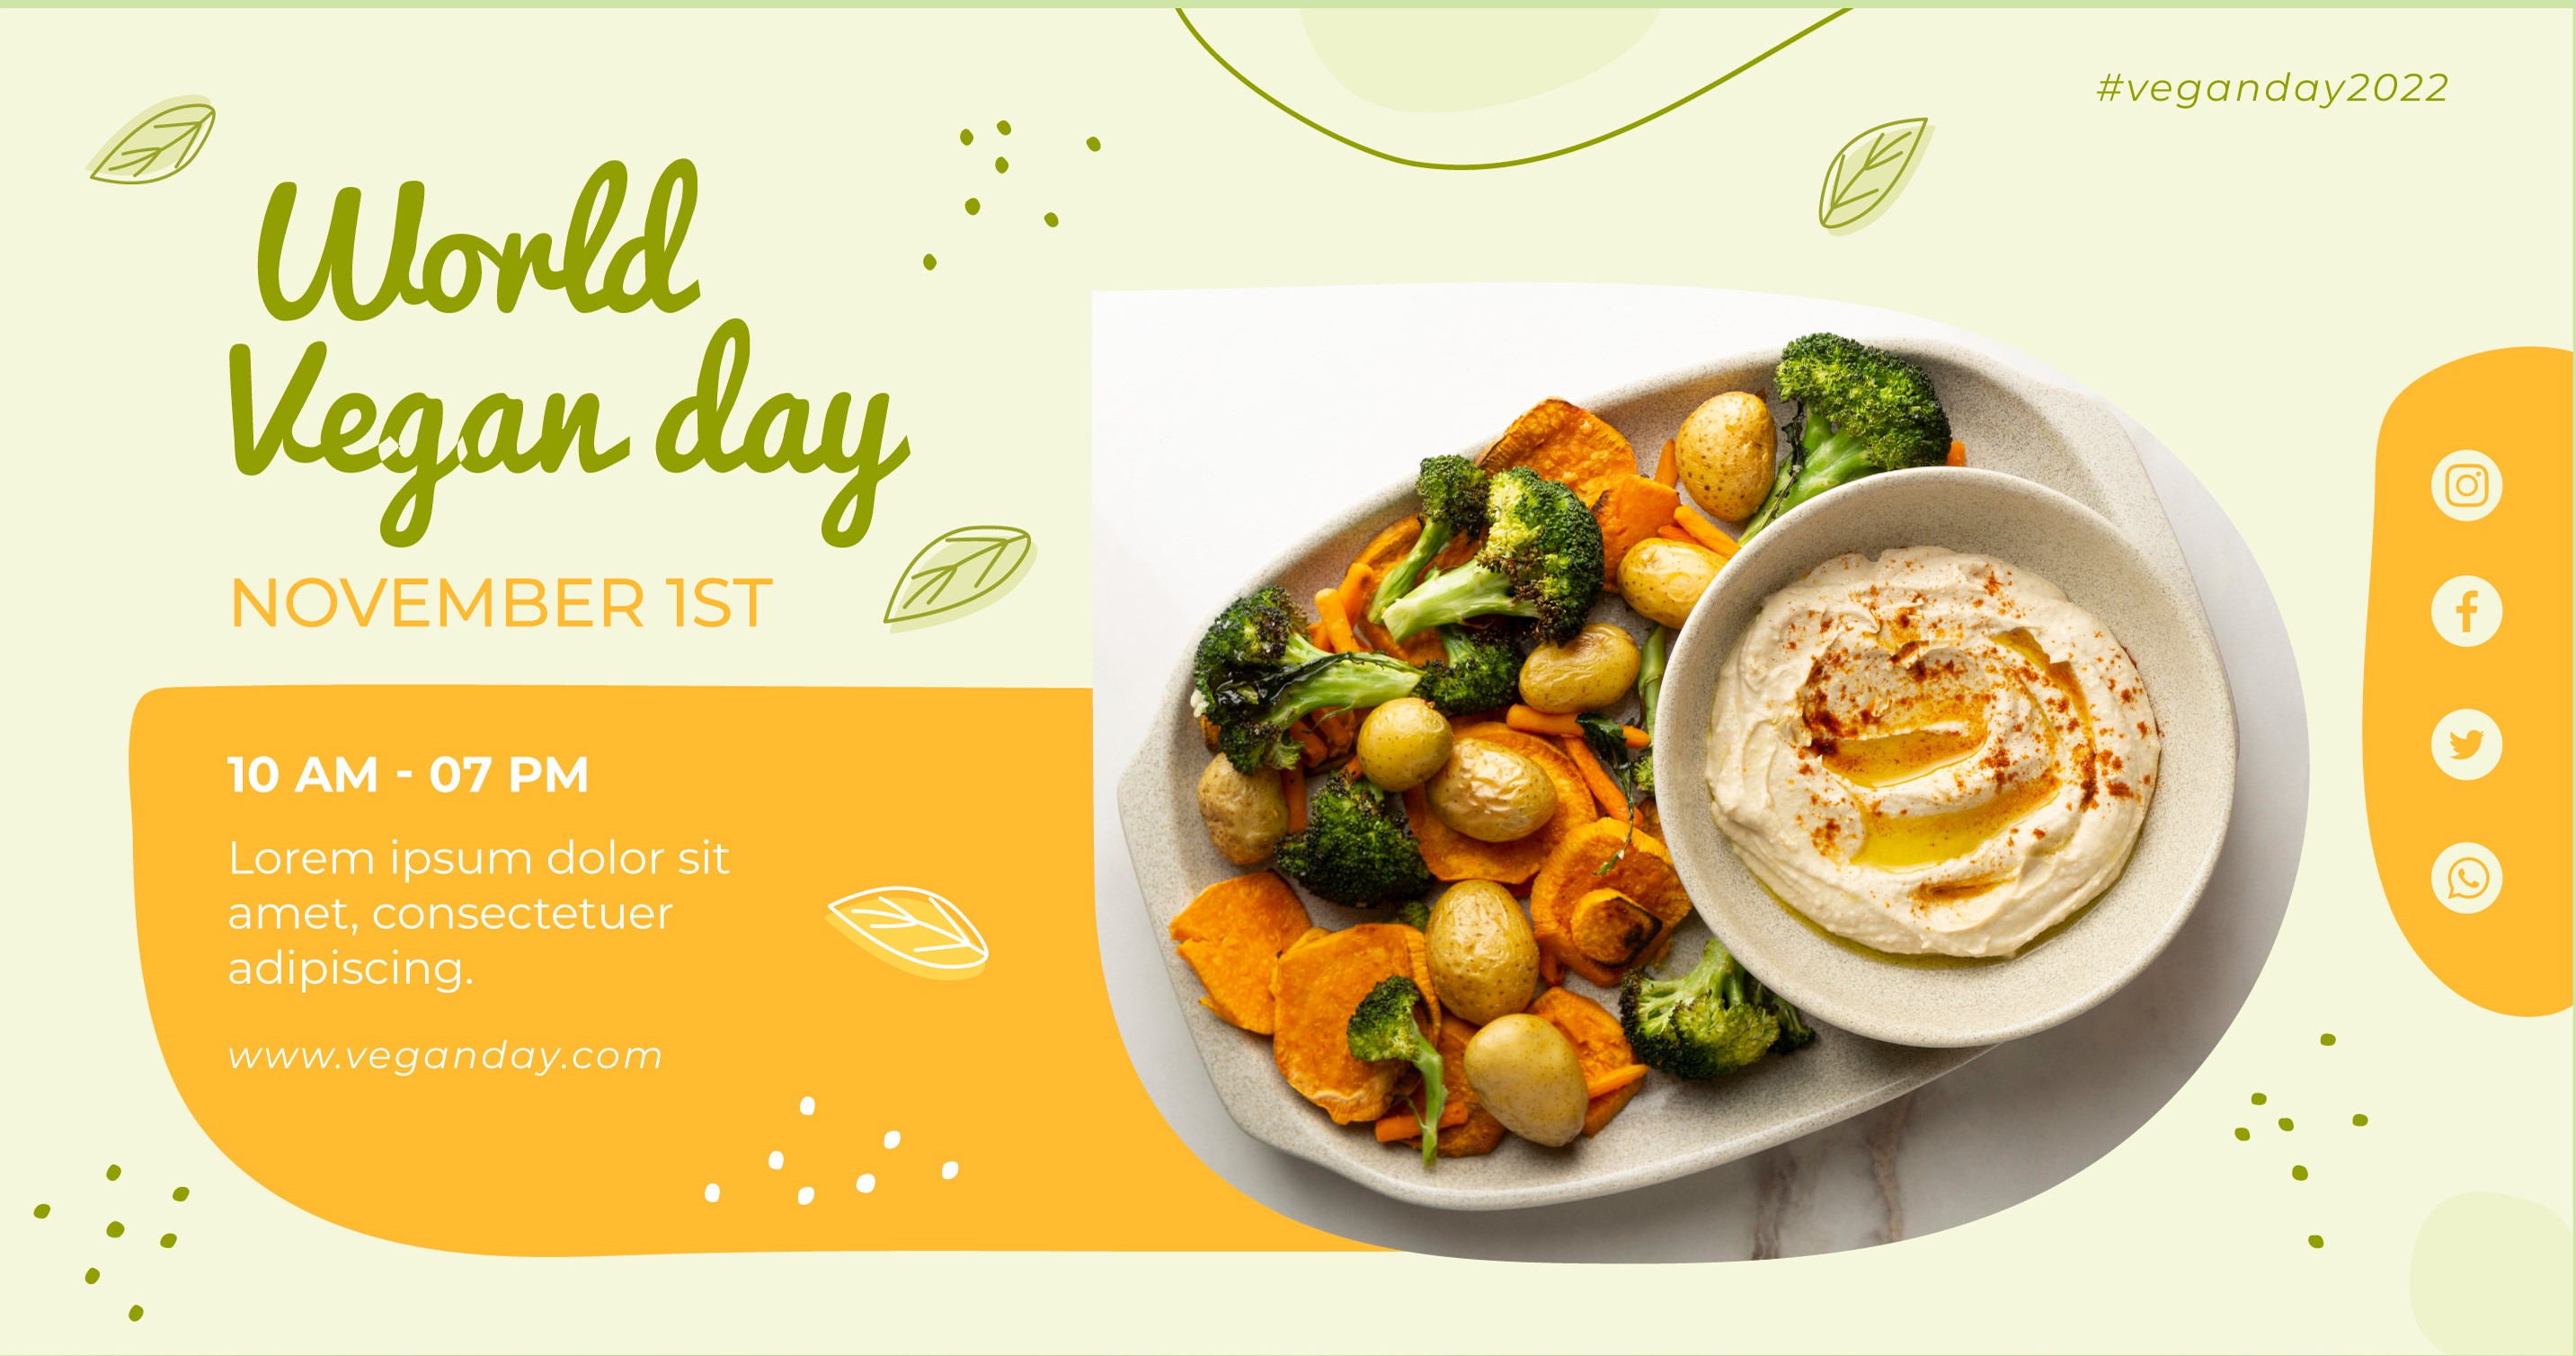 #veganday2022
World
Vegan day
NOVEMBER 1ST
10 AM - 07 PM
Lorem ipsum dolor sit
amet, consectetuer
adipiscing.
www.veganday.com